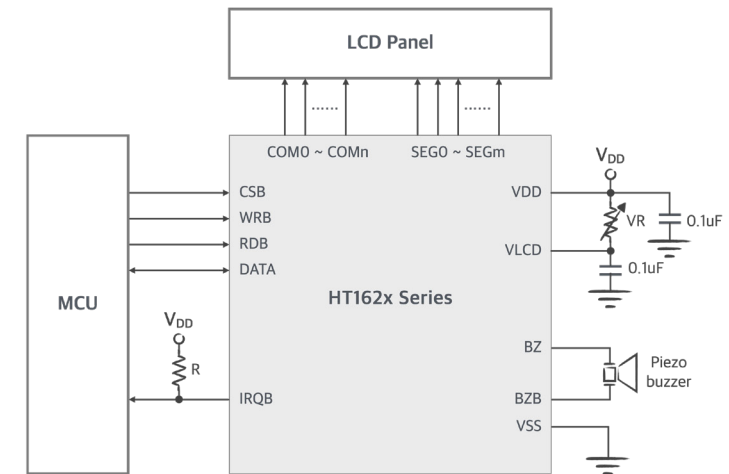 LCD Panel
......
......
COM0 ~ COMn
SEG0 ~ SEGm
MCU
CSB
WRB
RDB
DATA
HT162x Series
VDD
VLCD
VDD
VR
0.1uF
0.1uF
VDD
R
IRQB
BZ
BZB
VSS
Piezo
buzzer